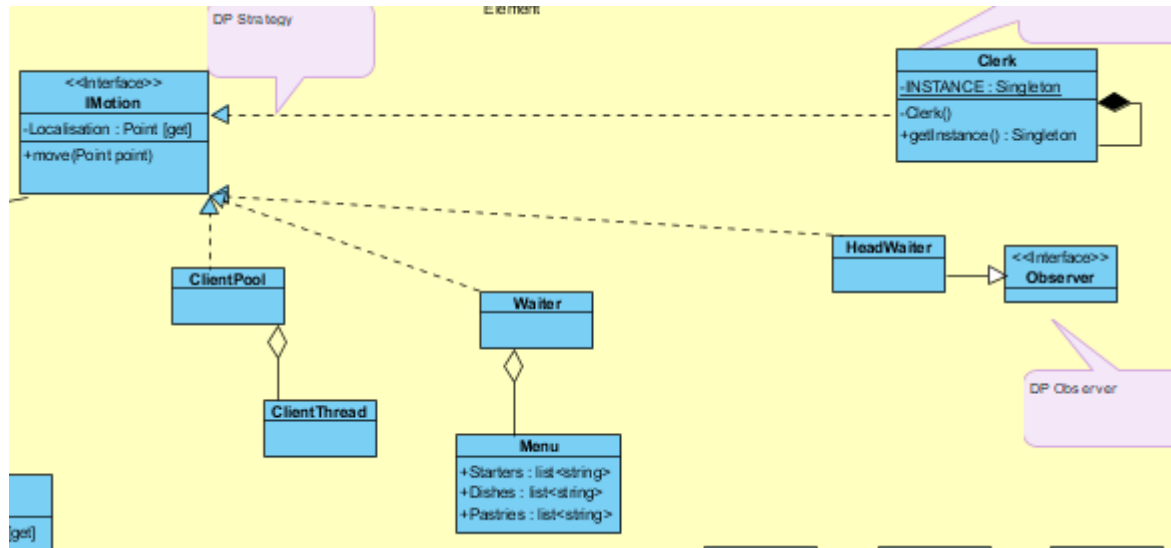 Element
DP Strategy
<<Interface>>
IMotion
-Localisation : Point [get]
+move(Point point)
Clerk
-INSTANCE : Singleton
-Clerk()
+getInstance() : Singleton
ClientPool
Waiter
HeadWaiter
<<Interface>>
Observer
ClientThread
DP Observer
Menu
+Starters : list<string>
+Dishes : list<string>
+Pastries : list<string>
[get]